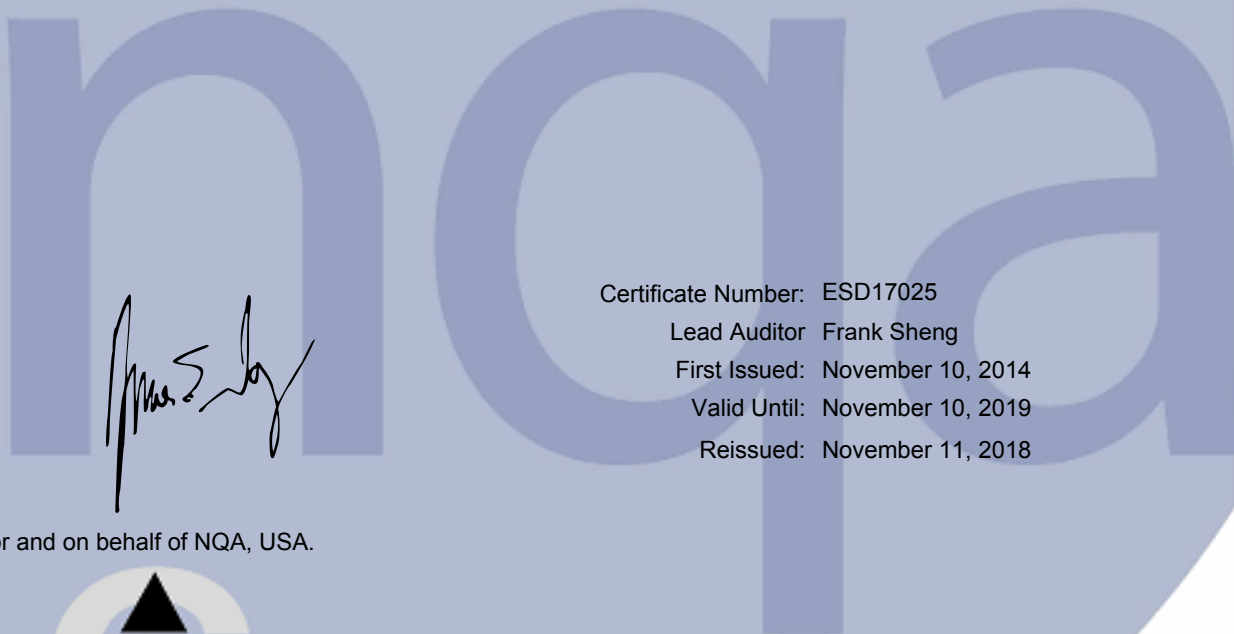 nqa
Certificate Number: ESD17025
Lead Auditor Frank Sheng
First Issued: November 10, 2014
Valid Until: November 10, 2019
Reissued: November 11, 2018
and on behalf of NQA, USA.